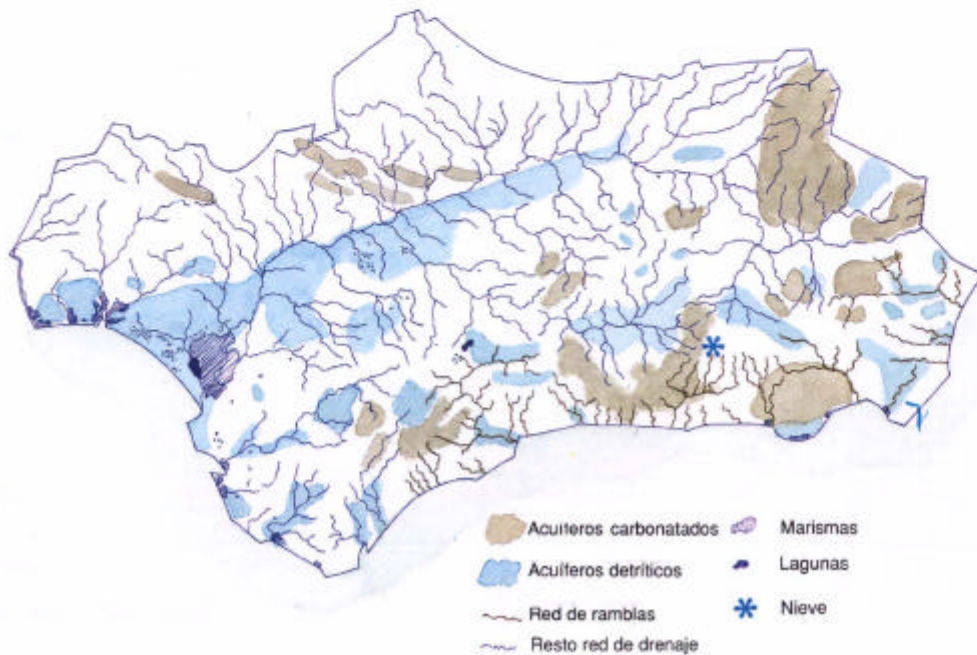 Acuíferos carbonatados
Acuíferos detríticos
Red de ramblas
Resto red de drenaje
Marismas
Lagunas
Nieve